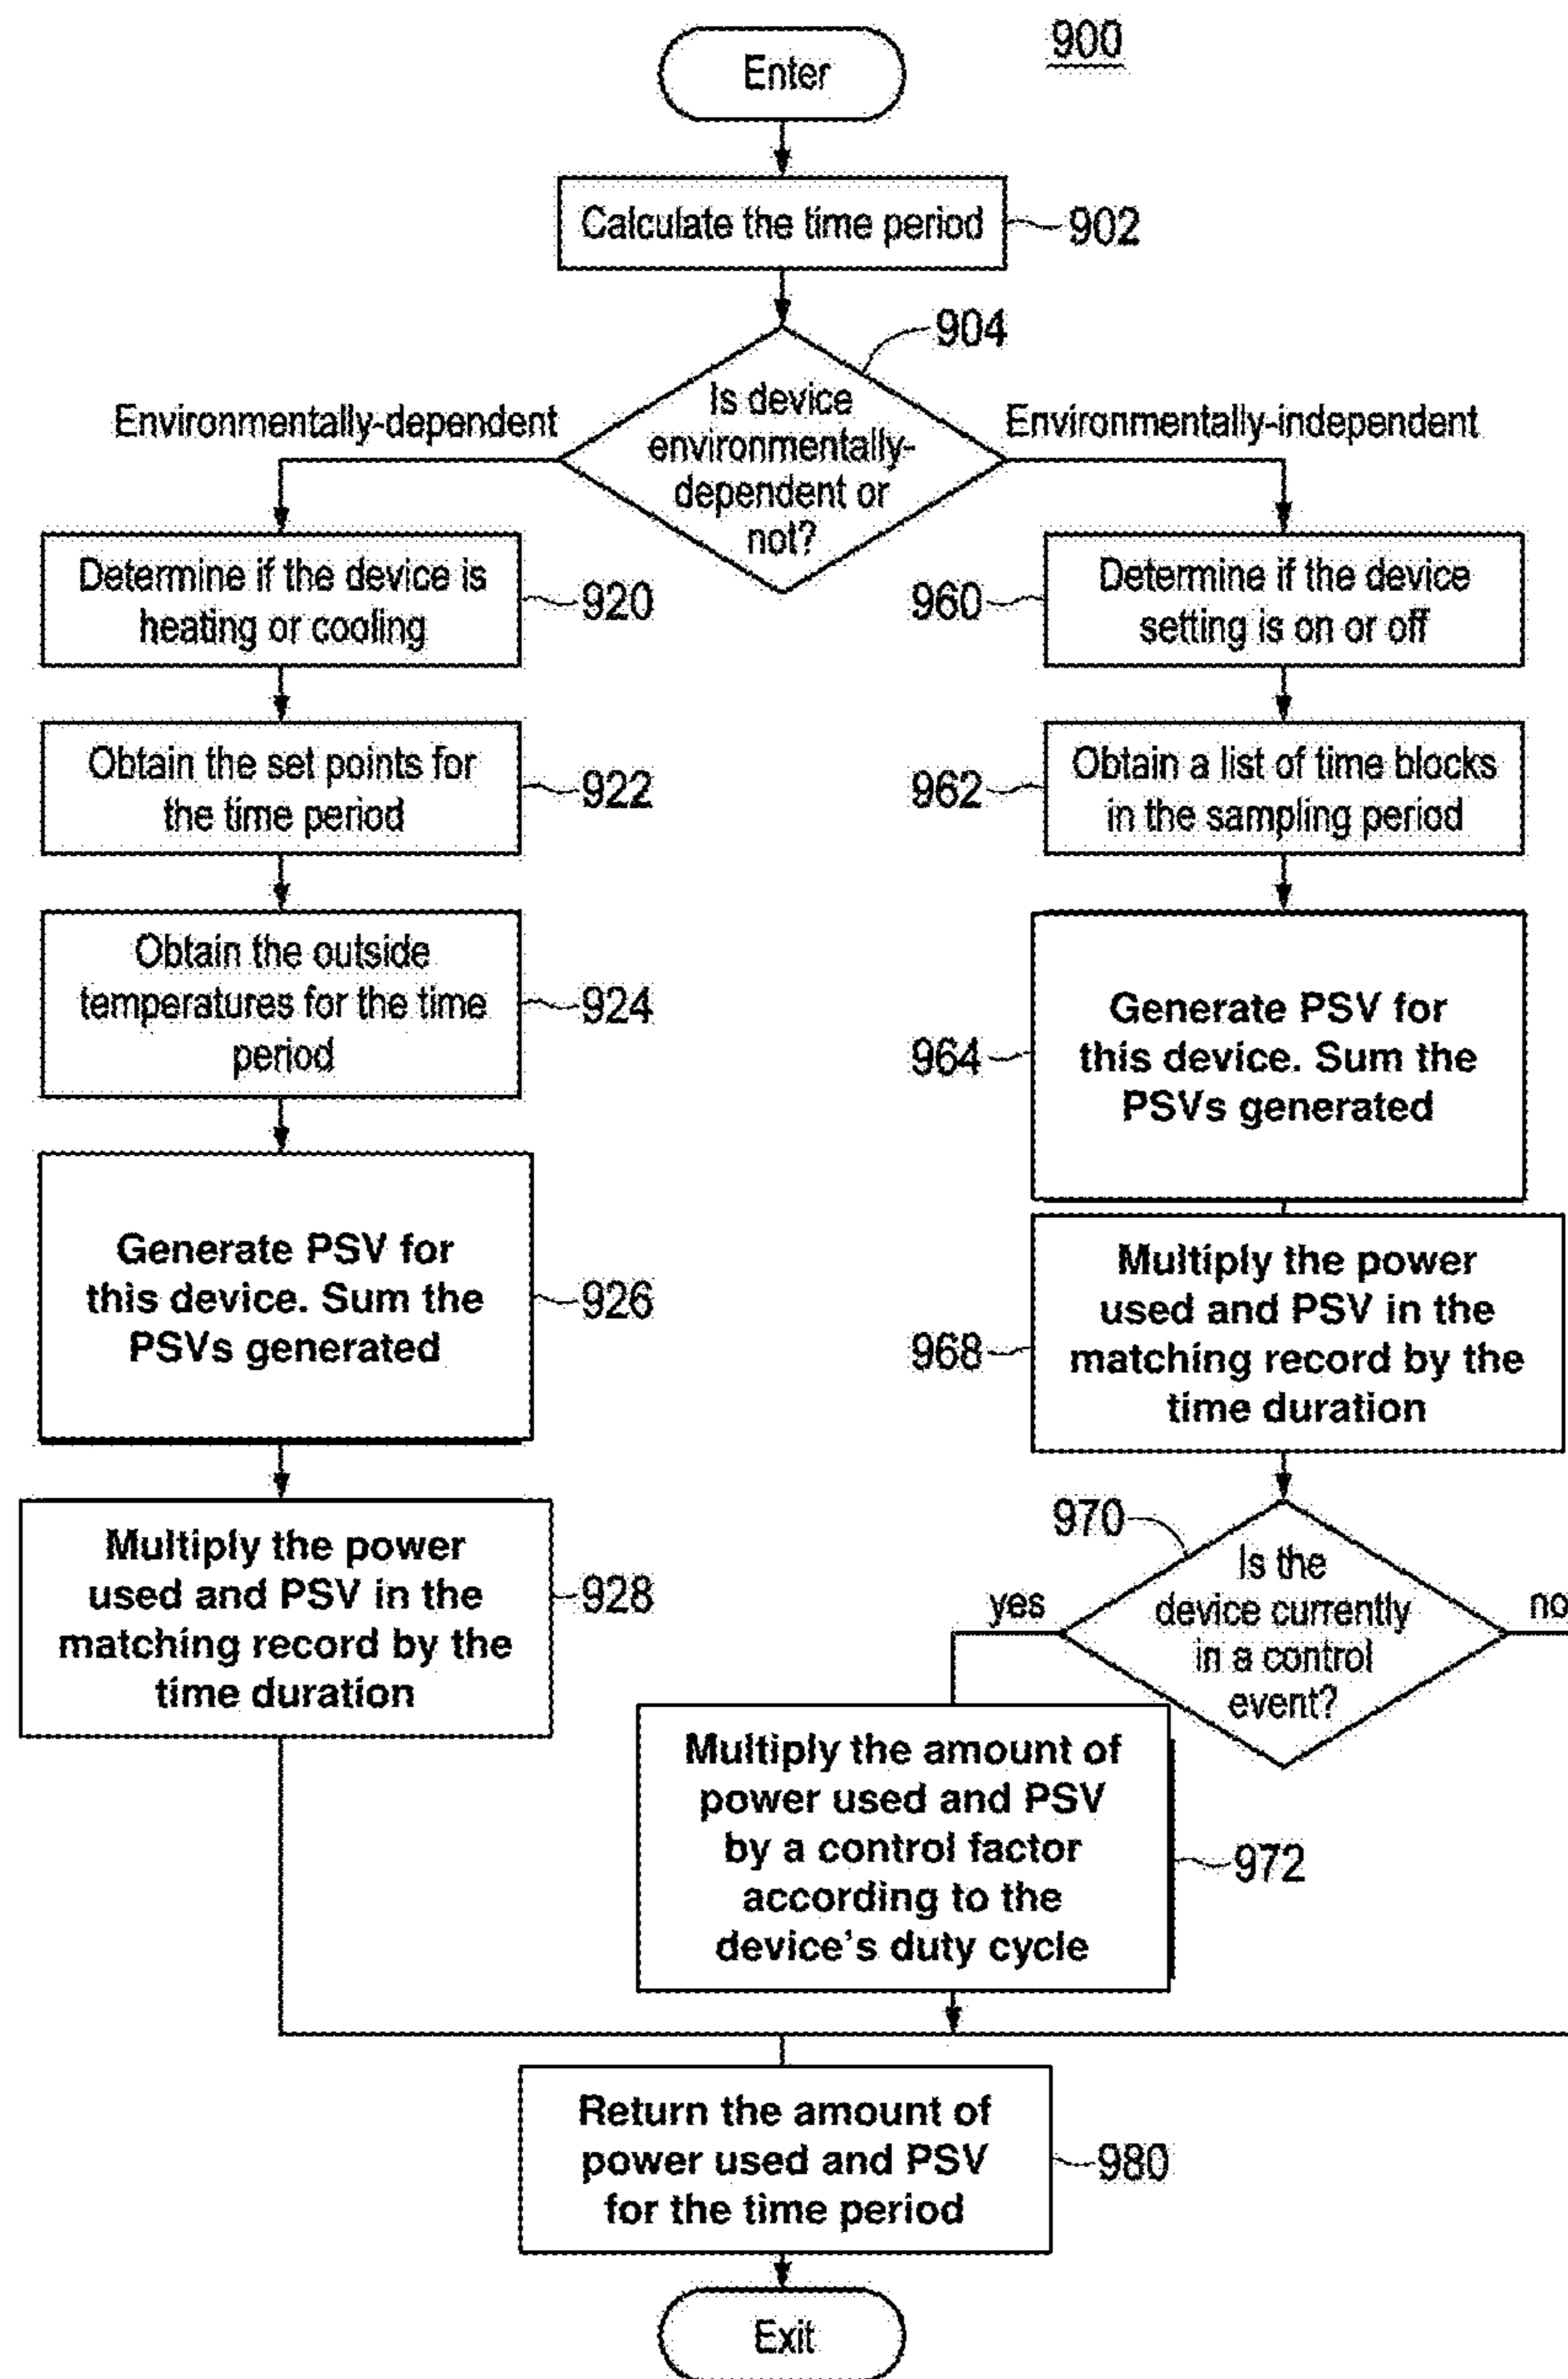 900
Enter
Calculate the time period
902
904
Is device
environmentally-
dependent or
not?
Environmentally-dependent
Environmentally-independent
Determine if the device is
heating or cooling
920
Obtain the set points for
the time period
922
Obtain the outside
temperatures for the time
period
924
Generate PSV for
this device. Sum the
PSVs generated
926
Multiply the power
used and PSV in the
matching record by the
time duration
928
960
Determine if the device
setting is on or off
962
Obtain a list of time blocks
in the sampling period
964
Generate PSV for
this device. Sum the
PSVs generated
968
Multiply the power
used and PSV in the
matching record by the
time duration
970
Is the
device currently
in a control
event?
yes
no
Multiply the amount of
power used and PSV
by a control factor
according to the
device's duty cycle
972
Return the amount of
power used and PSV
for the time period
980
Exit